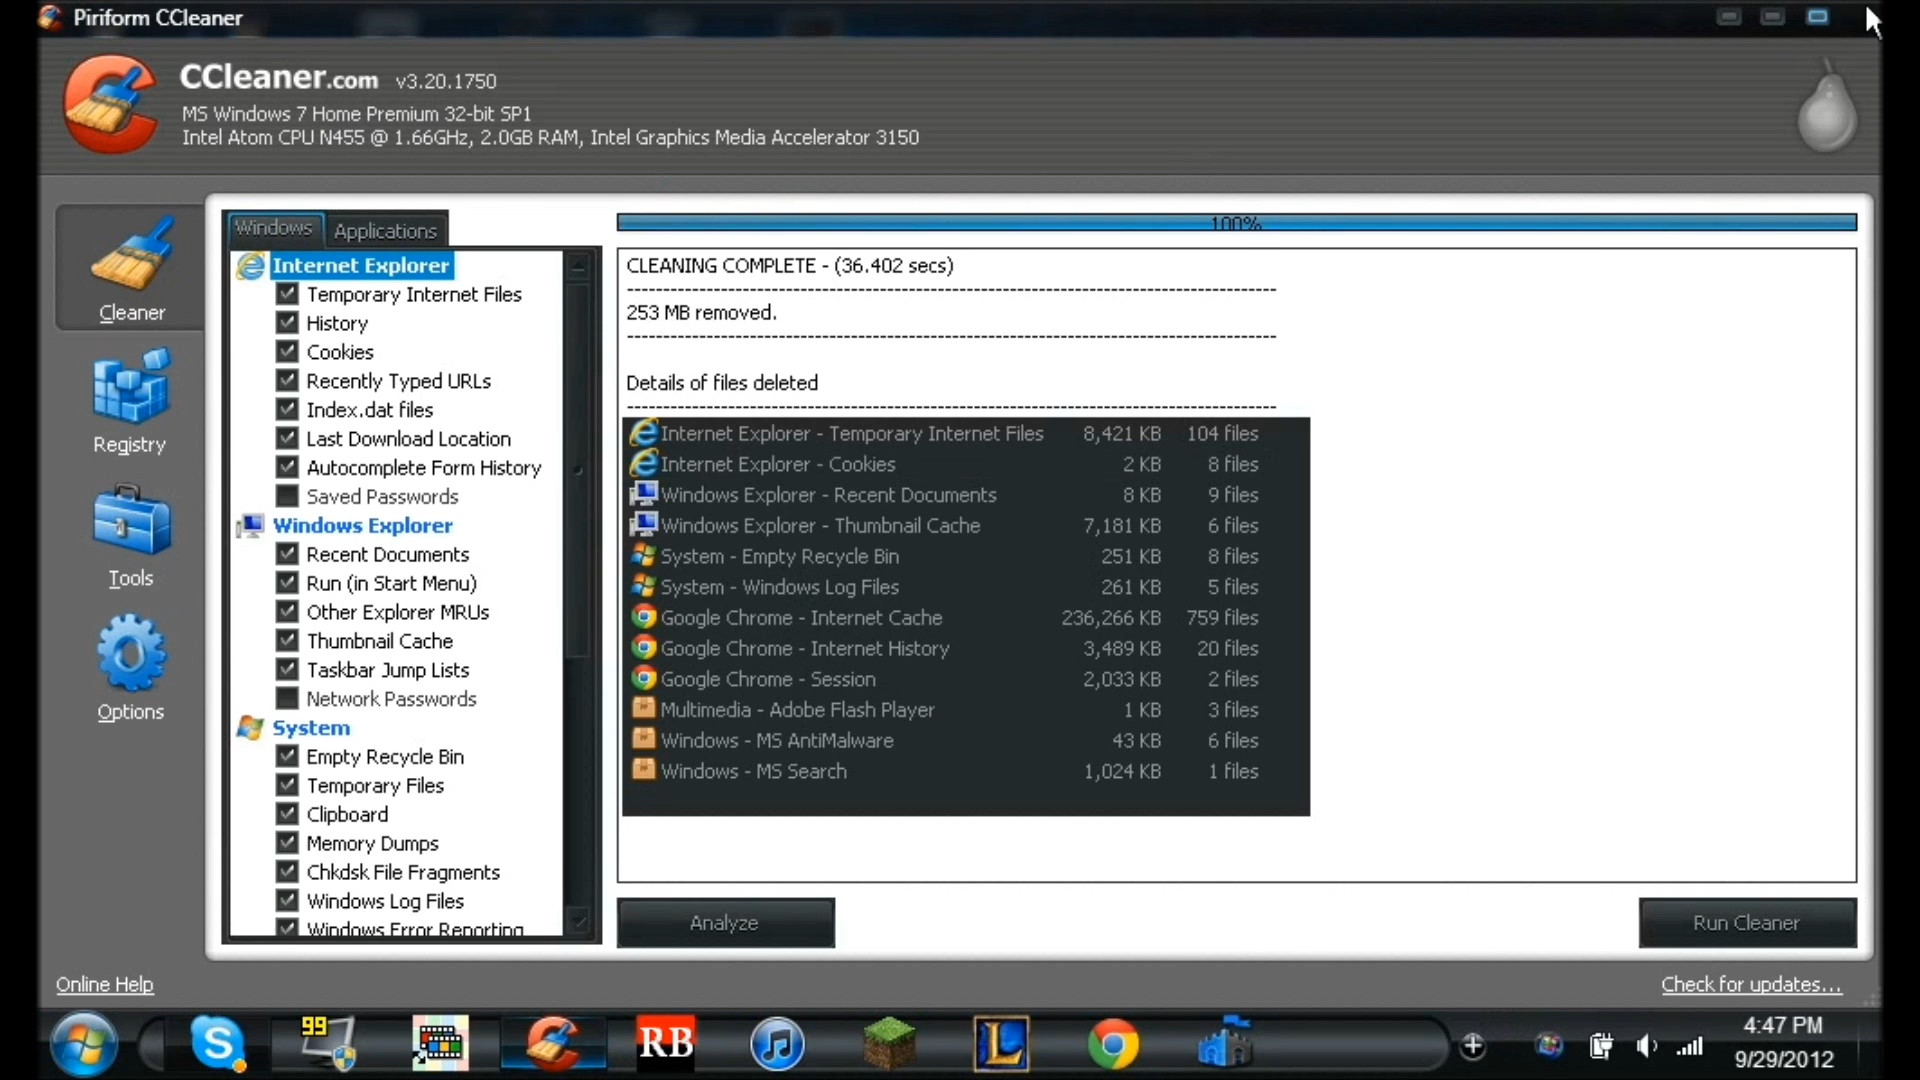 Piriform CCleaner
CCleaner.com v3.20.1750
MS Windows 7 Home Premium 32-bit SP1
Intel Atom CPU N455 @ 1.66GHz, 2.0GB RAM, Intel Graphics Media Accelerator 3150
Cleaner
Registry
Tools
Options
Windows Applications
Internet Explorer
Temporary Internet Files
History
Cookies
Recently Typed URLs
Index.dat files
Last Download Location
Autocomplete Form History
Saved Passwords
Windows Explorer
Recent Documents
Run (in Start Menu)
Other Explorer MRUs
Thumbnail Cache
Taskbar Jump Lists
Network Passwords
System
Empty Recycle Bin
Temporary Files
Clipboard
Memory Dumps
Chkdsk File Fragments
Windows Log Files
Windows Error Reporting
100%
CLEANING COMPLETE - (36.402 secs)
253 MB removed.
Details of files deleted
Internet Explorer - Temporary Internet Files 8,421 KB 104 files
Internet Explorer - Cookies 2 KB 8 files
Windows Explorer - Recent Documents 8 KB 9 files
Windows Explorer - Thumbnail Cache 7,181 KB 6 files
System - Empty Recycle Bin 251 KB 8 files
System - Windows Log Files 261 KB 5 files
Google Chrome - Internet Cache 236,266 KB 759 files
Google Chrome - Internet History 3,489 KB 20 files
Google Chrome - Session 2,033 KB 2 files
Multimedia - Adobe Flash Player 1 KB 3 files
Windows - MS AntiMalware 43 KB 6 files
Windows - MS Search 1,024 KB 1 files
Analyze
Run Cleaner
Online Help
Check for updates...
99
RB
L
4:47 PM
9/29/2012